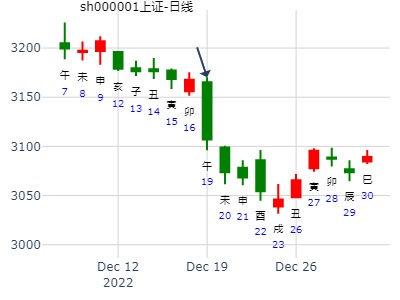 sh000001上证-日线
3200
3150
3100
3050
3000
午 7
未 8
申 9
亥 12
子 13
丑 14
寅 15
卯 16
午 19
未 20
申 21
酉 22
戌 23
丑 26
寅 27
卯 28
辰 29
巳 30
Dec 12
2022
Dec 19
Dec 26